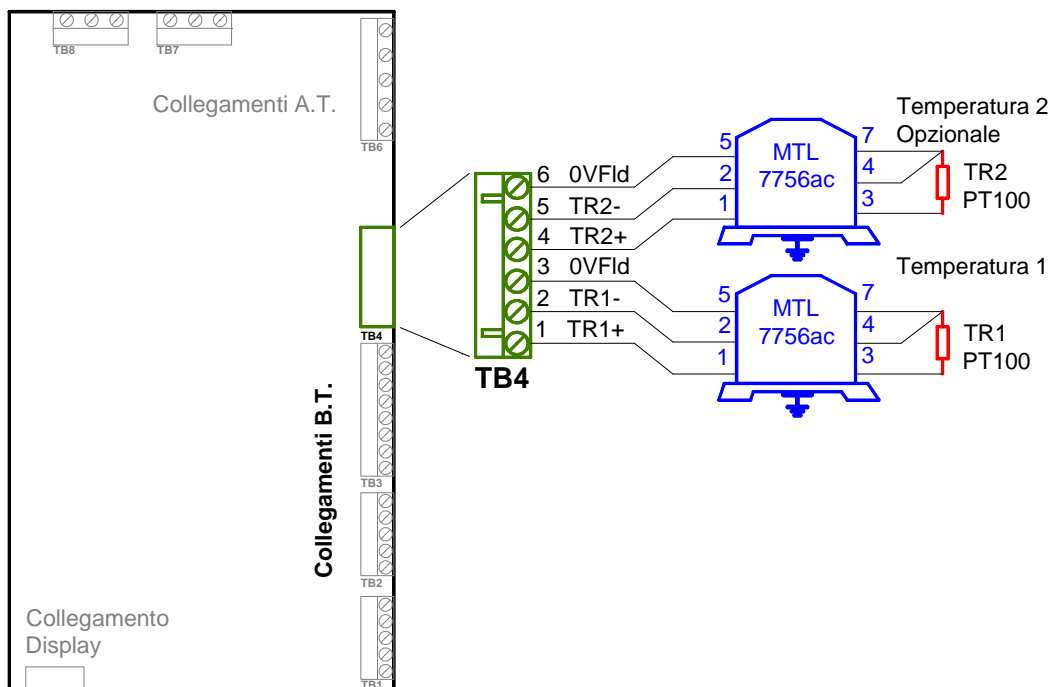 TB8
TB7
Collegamenti A.T.
TB6
TB4
Collegamenti B.T.
TB3
TB2
TB1
Collegamento
Display
6 0VFld
5 TR2-
4 TR2+
3 0VFld
2 TR1-
1 TR1+
TB4
5
2
1
MTL
7756ac
7
4
3
Temperatura 2
Opzionale
TR2
PT100
5
2
1
MTL
7756ac
7
4
3
Temperatura 1
TR1
PT100